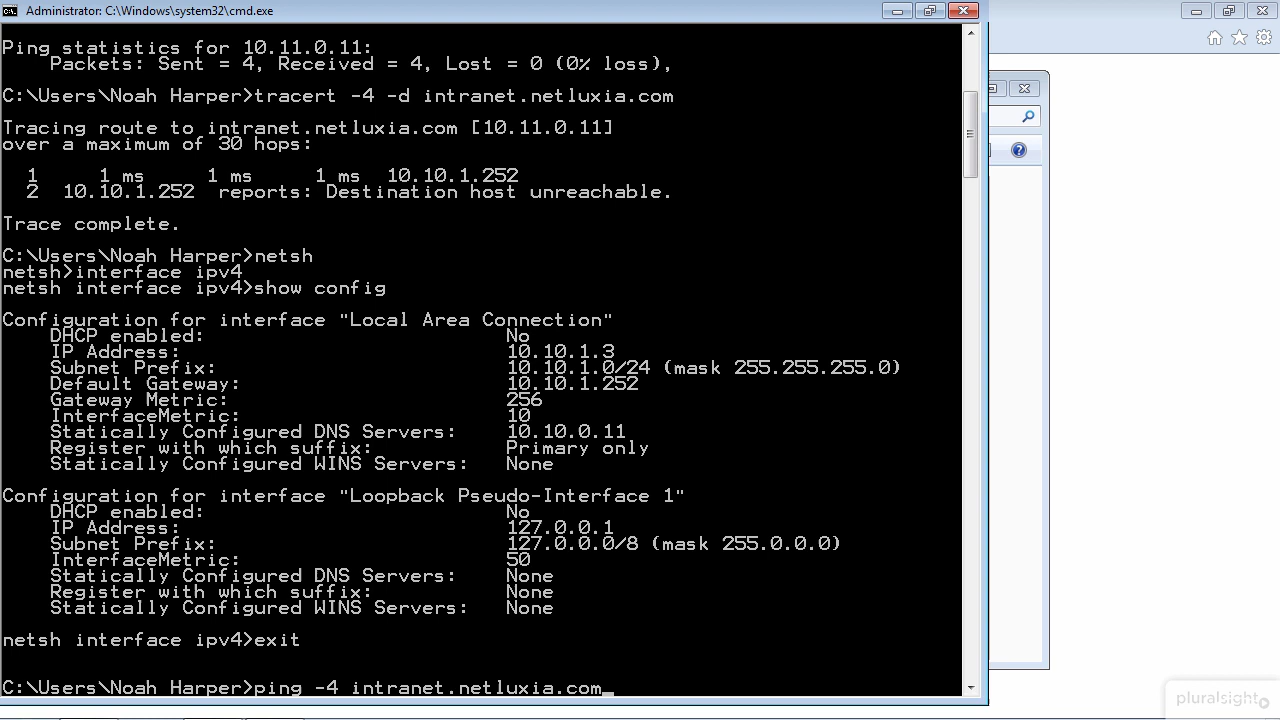 Administrator: C:\Windows\system32\cmd.exe
Ping statistics for 10.11.0.11:
    Packets: Sent = 4, Received = 4, Lost = 0 (0% loss),
C:\Users\Noah Harper>tracert -4 -d intranet.netluxia.com
Tracing route to intranet.netluxia.com [10.11.0.11]
over a maximum of 30 hops:
  1     1 ms     1 ms     1 ms  10.10.1.252
  2  10.10.1.252  reports: Destination host unreachable.
Trace complete.
C:\Users\Noah Harper>netsh
netsh>interface ipv4
netsh interface ipv4>show config
Configuration for interface "Local Area Connection"
    DHCP enabled:                         No
    IP Address:                           10.10.1.3
    Subnet Prefix:                        10.10.1.0/24 (mask 255.255.255.0)
    Default Gateway:                      10.10.1.252
    Gateway Metric:                       256
    InterfaceMetric:                      10
    Statically Configured DNS Servers:    10.10.0.11
    Register with which suffix:           Primary only
    Statically Configured WINS Servers:   None
Configuration for interface "Loopback Pseudo-Interface 1"
    DHCP enabled:                         No
    IP Address:                           127.0.0.1
    Subnet Prefix:                        127.0.0.0/8 (mask 255.0.0.0)
    InterfaceMetric:                      50
    Statically Configured DNS Servers:    None
    Register with which suffix:           None
    Statically Configured WINS Servers:   None
netsh interface ipv4>exit
C:\Users\Noah Harper>ping -4 intranet.netluxia.com_
pluralsight